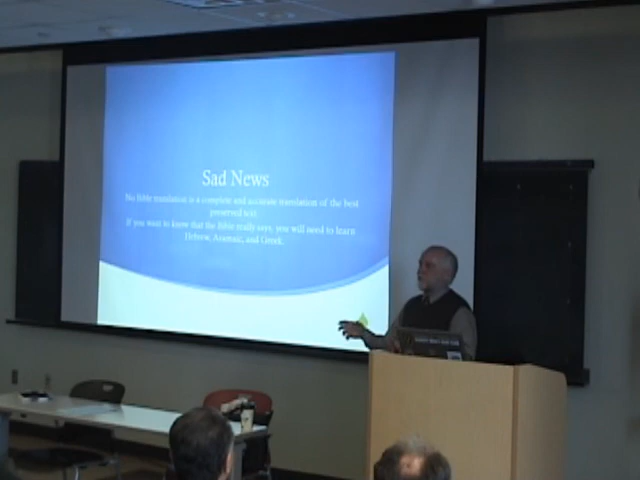 Sad News
No Bible translation is a complete and accurate translation of the best
preserved text.
If you want to know that the Bible really says, you will need to learn
Hebrew, Aramaic, and Greek.